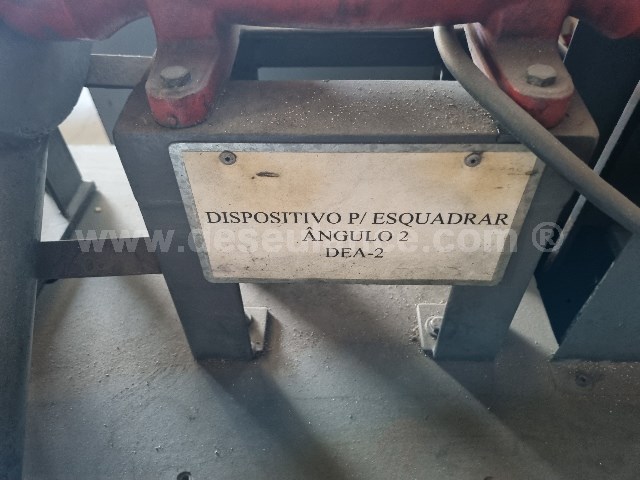 DISPOSITIVO P/ ESQUADRAR
ÂNGULO 2
DEA-2